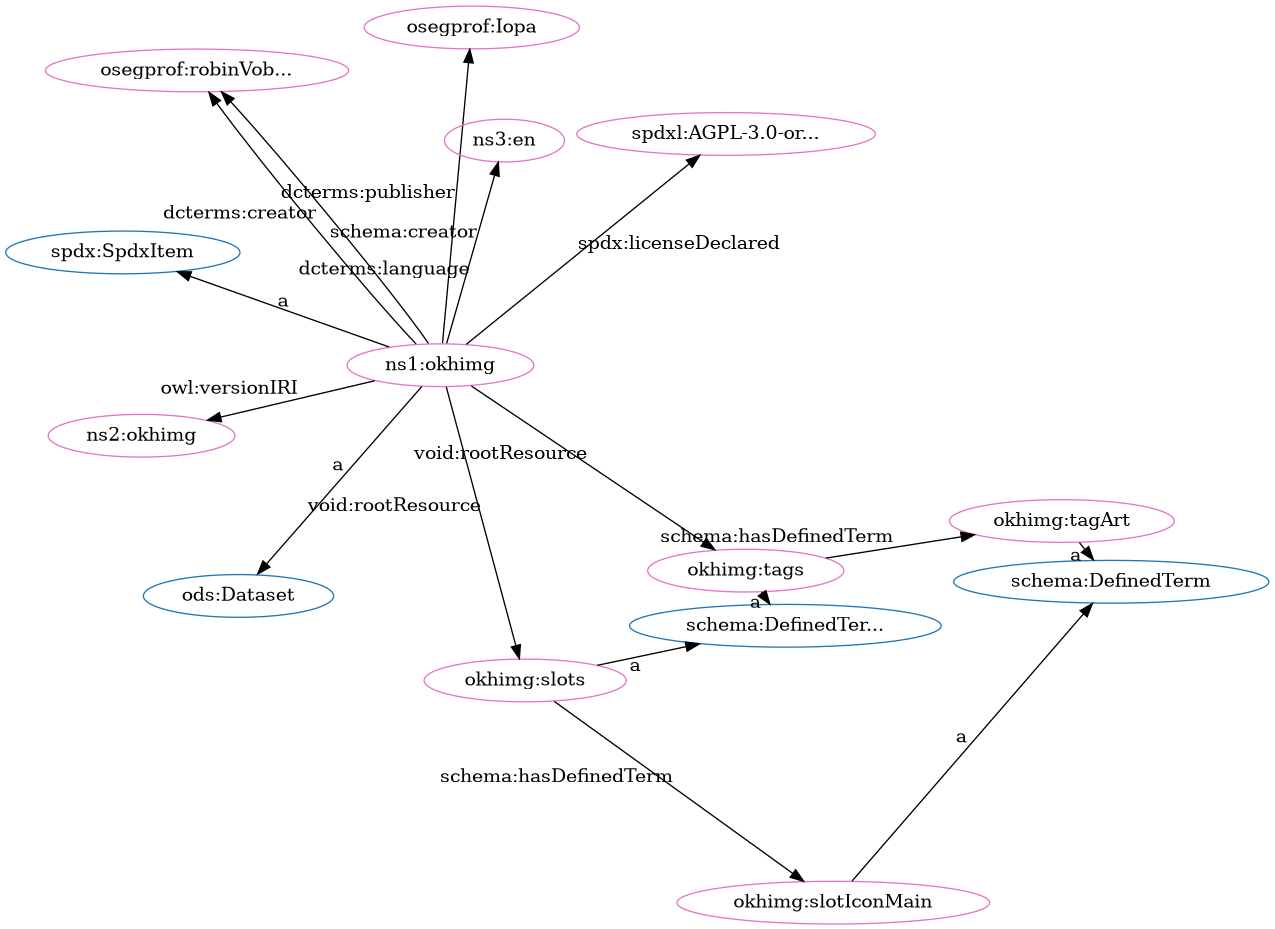 osegprof:Iopa
osegprof:robinVob...
ns3:en
spdxl:AGPL-3.0-or...
dcterms:publisher
dcterms:creator
schema:creator
spdx:licenseDeclared
spdx:SpdxItem
dcterms:language
a
ns1:okhimg
owl:versionIRI
ns2:okhimg
void:rootResource
a
void:rootResource
okhimg:tagArt
schema:hasDefinedTerm
a
okhimg:tags
schema:DefinedTerm
ods:Dataset
a
schema:DefinedTer...
a
okhimg:slots
a
schema:hasDefinedTerm
okhimg:slotIconMain